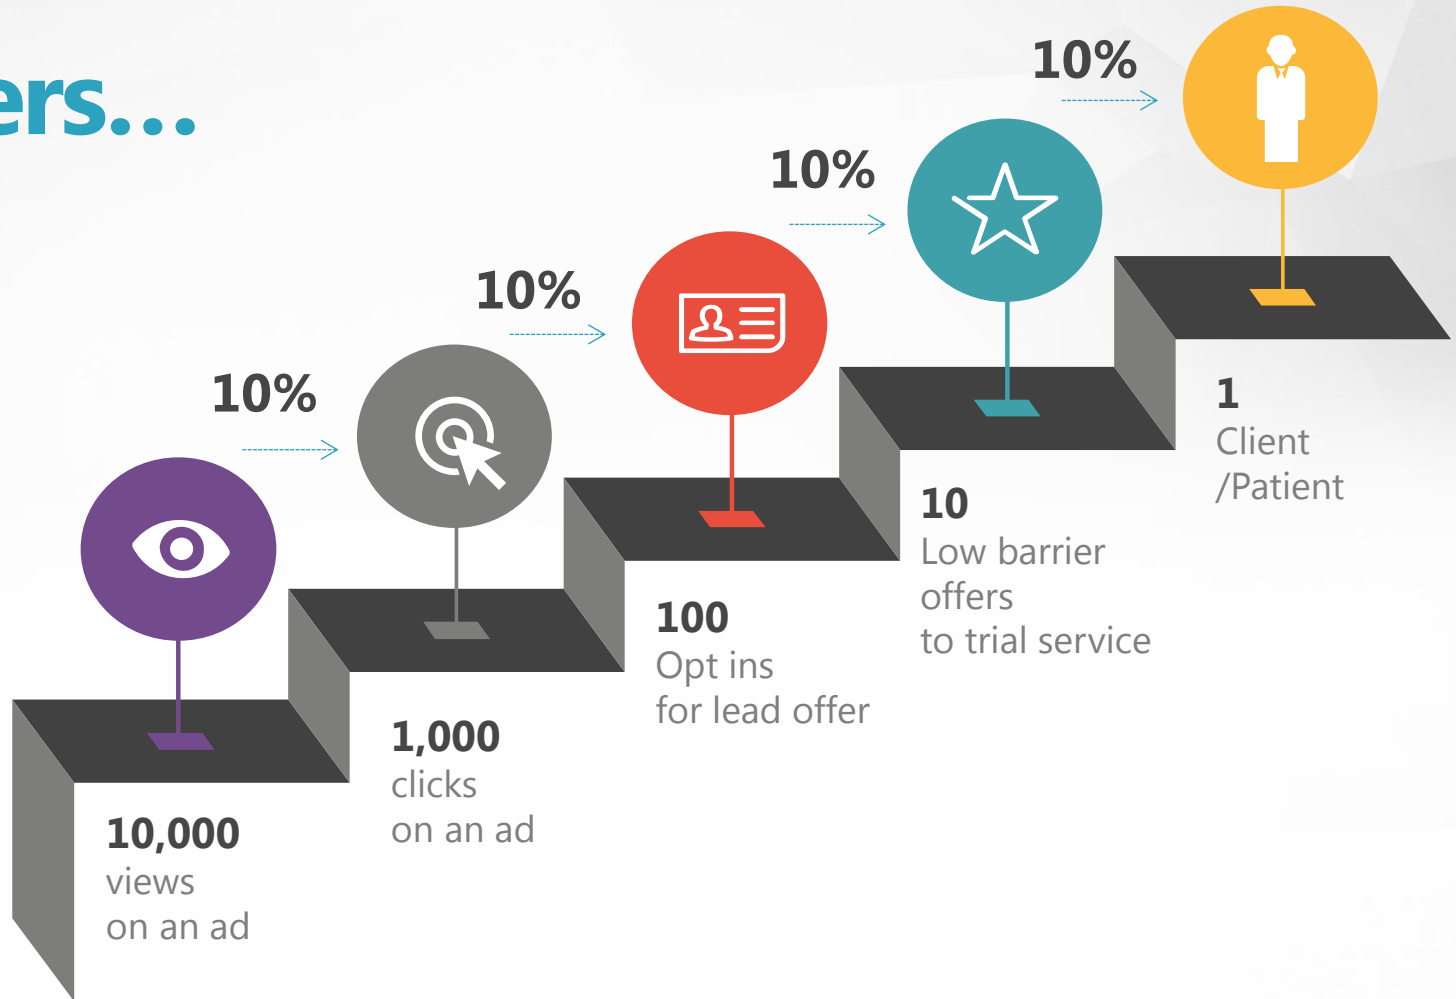 ers...
10%
10%
10%
10%
10,000
views
on an ad
1,000
clicks
on an ad
100
Opt ins
for lead offer
10
Low barrier
offers
to trial service
1
Client
/Patient